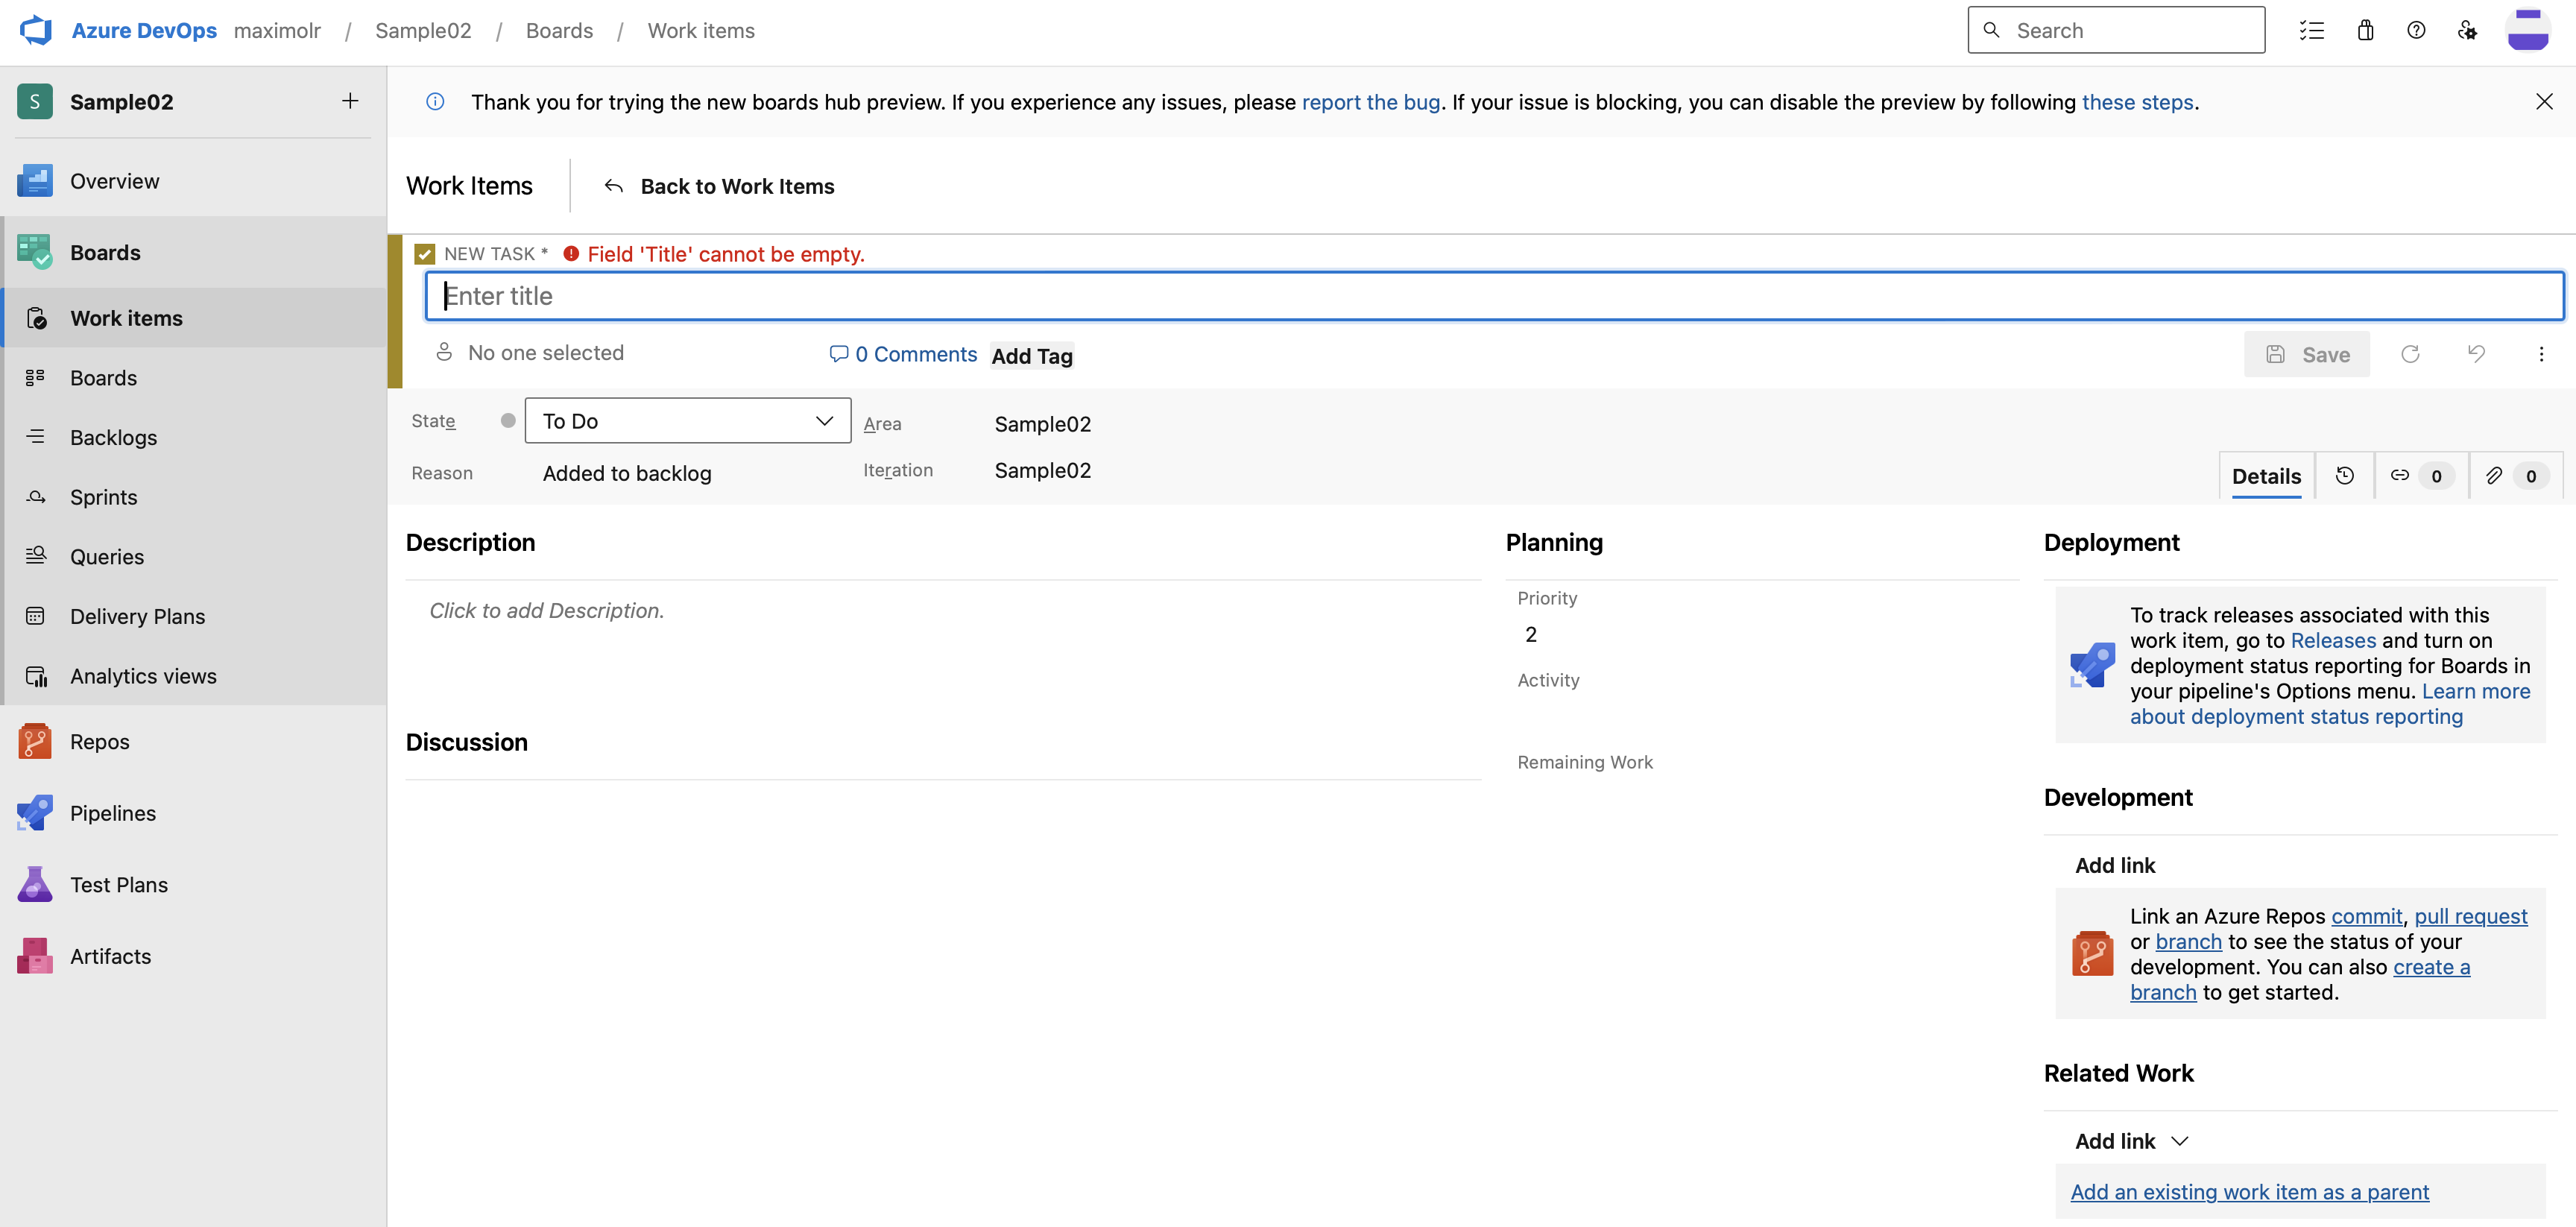 Azure DevOps maximolr / Sample02 / Boards / Work items
Search
S Sample02
Thank you for trying the new boards hub preview. If you experience any issues, please report the bug. If your issue is blocking, you can disable the preview by following these steps.
Overview
Boards
Work items
Boards
Backlogs
Sprints
Queries
Delivery Plans
Analytics views
Repos
Pipelines
Test Plans
Artifacts
Work Items
Back to Work Items
NEW TASK * Field 'Title' cannot be empty.
Enter title
No one selected
0 Comments
Add Tag
Save
State To Do
Area Sample02
Reason Added to backlog
Iteration Sample02
Details
0
0
Description
Click to add Description.
Discussion
Planning
Priority
2
Activity
Remaining Work
Deployment
To track releases associated with this
work item, go to Releases and turn on
deployment status reporting for Boards in
your pipeline's Options menu. Learn more
about deployment status reporting
Development
Add link
Link an Azure Repos commit, pull request
or branch to see the status of your
development. You can also create a
branch to get started.
Related Work
Add link
Add an existing work item as a parent